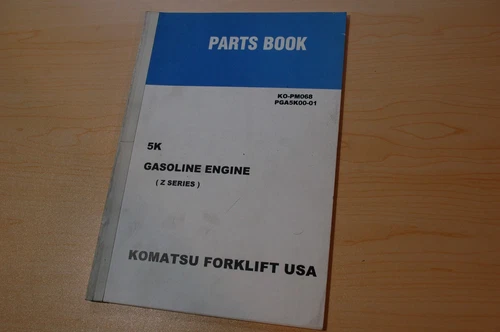 PARTS BOOK
KO-PM068
PGA5K00-01
5K
GASOLINE ENGINE
( Z SERIES )
KOMATSU FORKLIFT USA